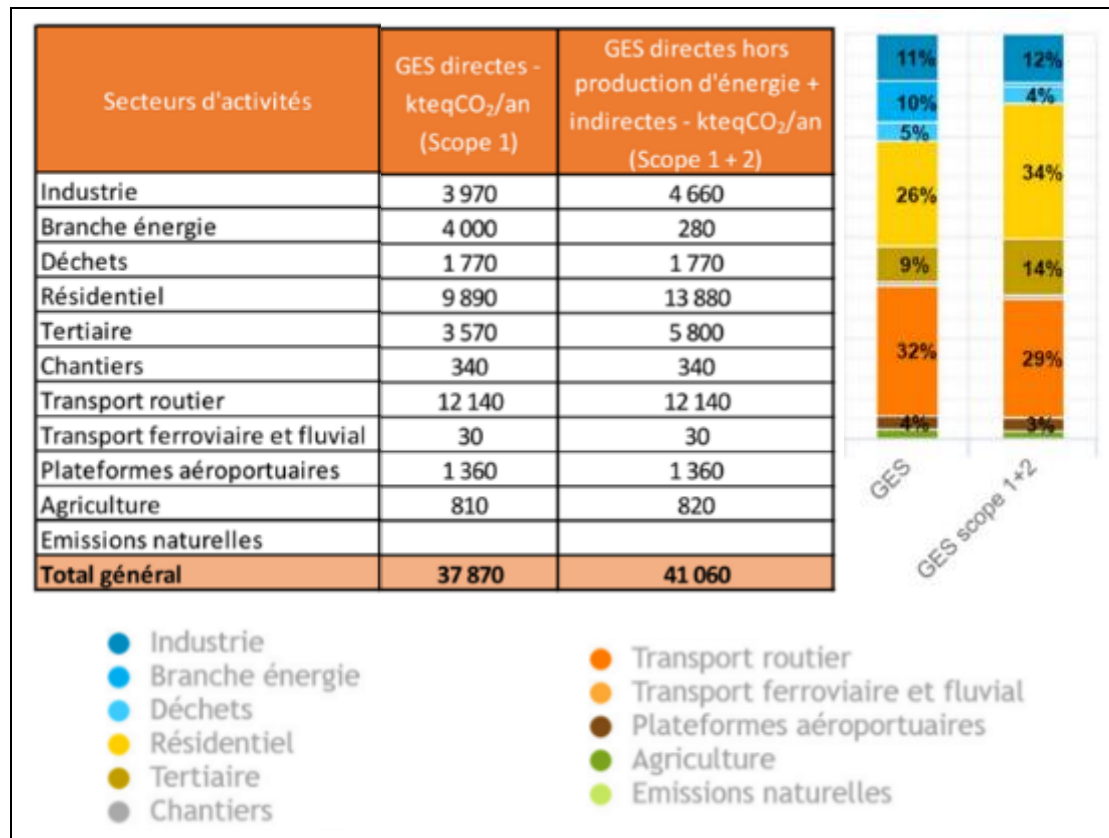 Secteurs d'activités
GES directes -
kteqCO₂/an
(Scope 1)
GES directes hors
production d'énergie +
indirectes - kteqCO₂/an
(Scope 1 + 2)
Industrie 3 970 4 660
Branche énergie 4 000 280
Déchets 1 770 1 770
Résidentiel 9 890 13 880
Tertiaire 3 570 5 800
Chantiers 340 340
Transport routier 12 140 12 140
Transport ferroviaire et fluvial 30 30
Plateformes aéroportuaires 1 360 1 360
Agriculture 810 820
Emissions naturelles
Total général 37 870 41 060
11%
10%
5%
26%
9%
32%
4%
GES
12%
4%
34%
14%
29%
3%
GES scope 1+2
Industrie
Branche énergie
Déchets
Résidentiel
Tertiaire
Chantiers
Transport routier
Transport ferroviaire et fluvial
Plateformes aéroportuaires
Agriculture
Emissions naturelles